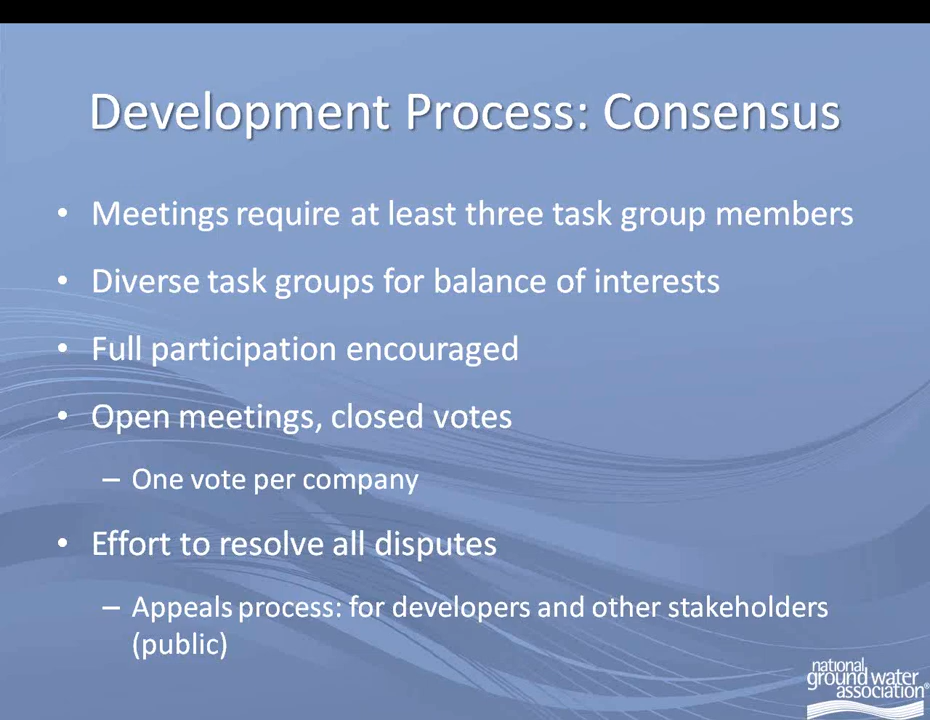 Development Process: Consensus
• Meetings require at least three task group members
• Diverse task groups for balance of interests
• Full participation encouraged
• Open meetings, closed votes
– One vote per company
• Effort to resolve all disputes
– Appeals process: for developers and other stakeholders
(public)
national
ground water
association®